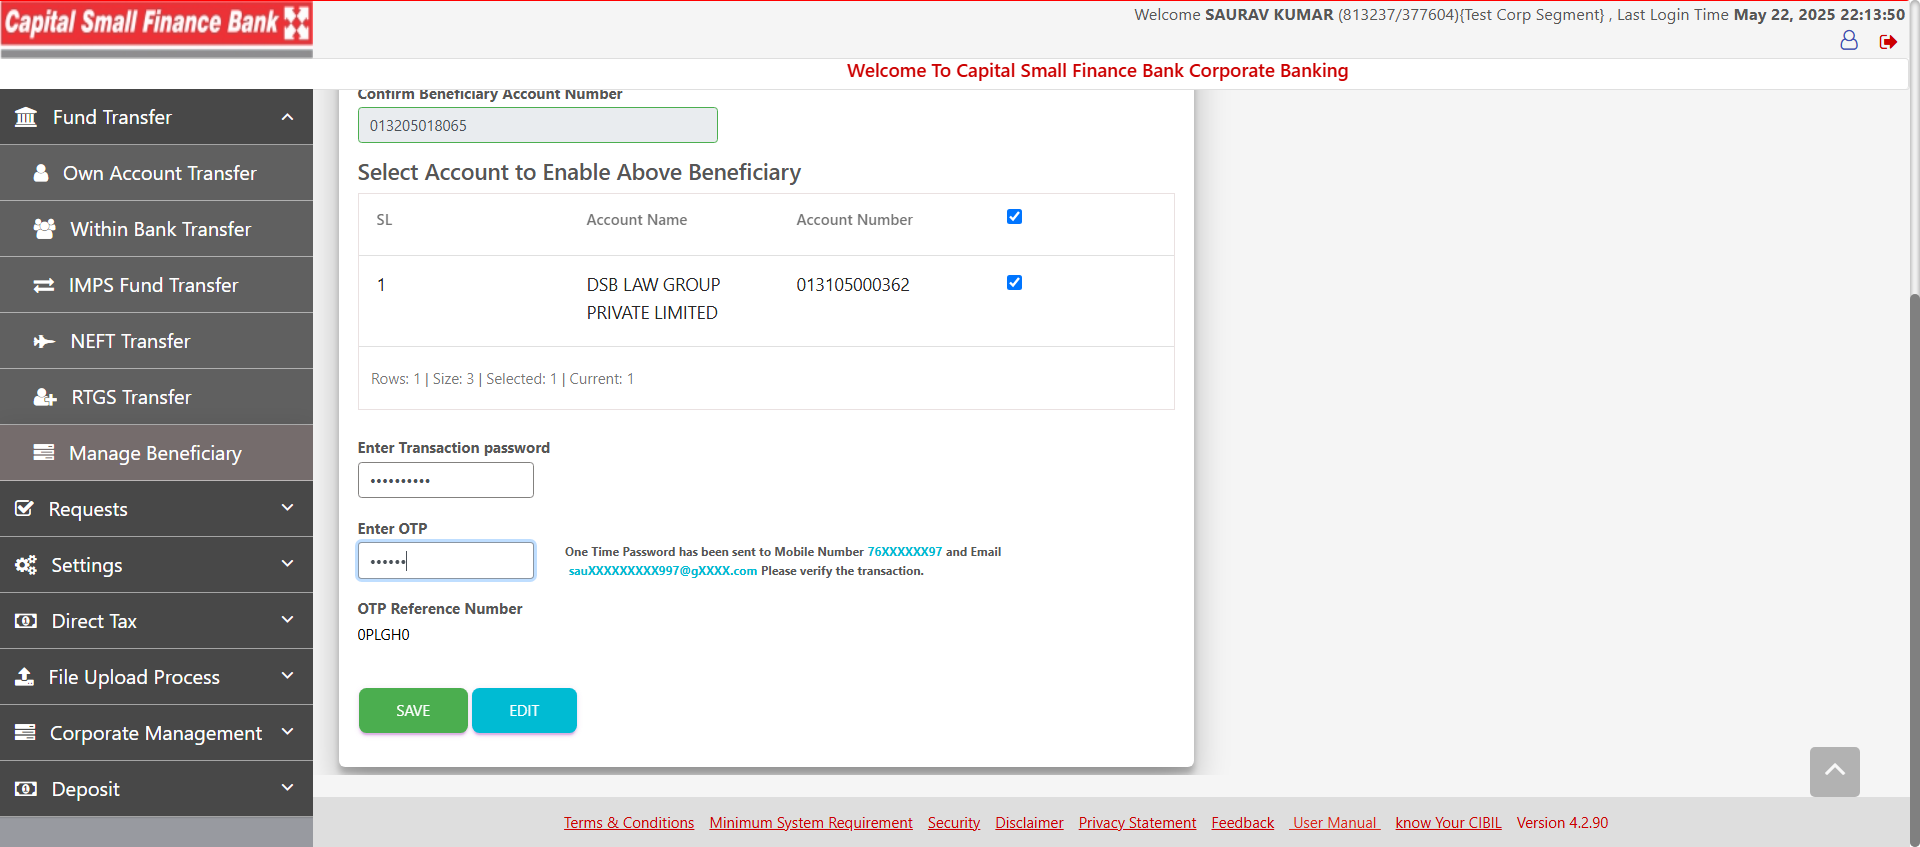 Capital Small Finance Bank
Welcome SAURAV KUMAR (813237/377604){Test Corp Segment} , Last Login Time May 22, 2025 22:13:50
Welcome To Capital Small Finance Bank Corporate Banking
Fund Transfer
Own Account Transfer
Within Bank Transfer
IMPS Fund Transfer
NEFT Transfer
RTGS Transfer
Manage Beneficiary
Requests
Settings
Direct Tax
File Upload Process
Corporate Management
Deposit
Confirm Beneficiary Account Number
013205018065
Select Account to Enable Above Beneficiary
SL Account Name Account Number
1 DSB LAW GROUP 013105000362
PRIVATE LIMITED
Rows: 1 | Size: 3 | Selected: 1 | Current: 1
Enter Transaction password
••••••••••
Enter OTP
••••••
One Time Password has been sent to Mobile Number 76XXXXXX97 and Email
sauXXXXXXXXX997@gXXXX.com Please verify the transaction.
OTP Reference Number
0PLGH0
SAVE EDIT
Terms & Conditions Minimum System Requirement Security Disclaimer Privacy Statement Feedback User Manual know Your CIBIL Version 4.2.90